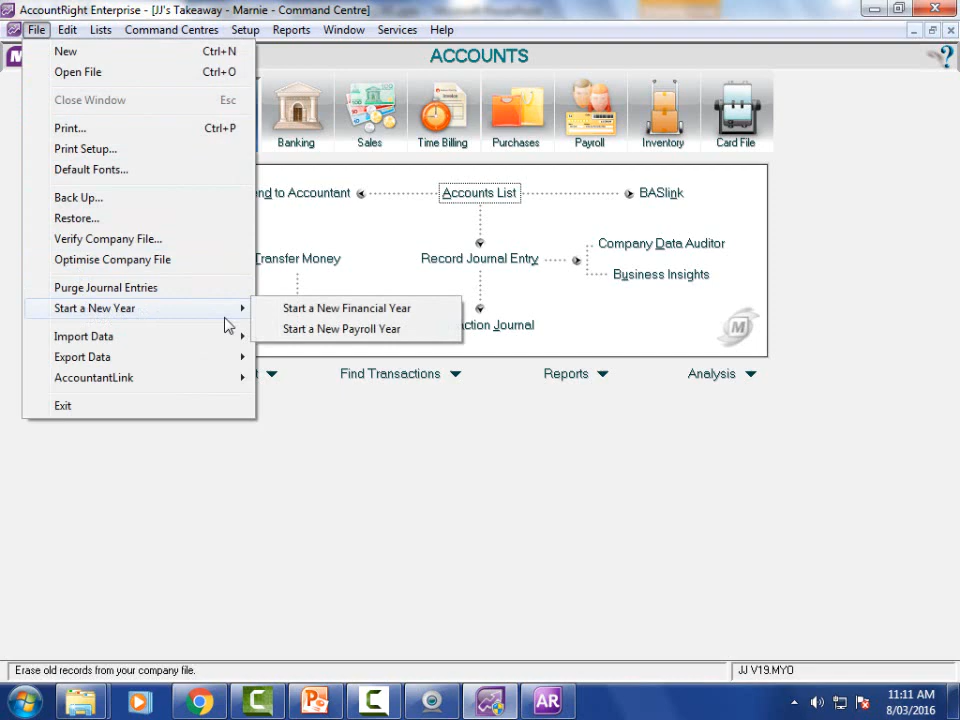 AccountRight Enterprise - [JJ's Takeaway - Marnie - Command Centre]
File Edit Lists Command Centres Setup Reports Window Services Help
New Ctrl+N
Open File Ctrl+O
Close Window Esc
Print... Ctrl+P
Print Setup...
Default Fonts...
Back Up...
Restore...
Verify Company File...
Optimise Company File
Purge Journal Entries
Start a New Year
Import Data
Export Data
AccountantLink
Exit
Start a New Financial Year
Start a New Payroll Year
ACCOUNTS
Banking Sales Time Billing Purchases Payroll Inventory Card File
nd to Accountant Accounts List BASlink
Company Data Auditor
Transfer Money Record Journal Entry
Business Insights
ction Journal
Find Transactions Reports Analysis
Erase old records from your company file. JJ V19.MYO
11:11 AM
8/03/2016